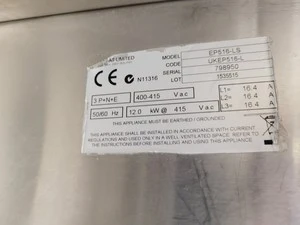 LIMITED
MODEL EP516-LS
CODE UKEP516-L
SERIAL 798950
LOT 1535515
CE N11316
3 P+N+E 400-415 Vac L1= 16.4 A
50/60 Hz 12.0 kW @ 415 Vac L2= 16.4 A
L3= 16.4 A
THIS APPLIANCE MUST BE EARTHED / GROUNDED
THIS APPLIANCE MUST BE INSTALLED IN ACCORDANCE WITH CURRENT
REGULATIONS AND USED ONLY IN A WELL VENTILATED SPACE. REFER TO
THE INSTRUCTIONS BEFORE INSTALLING AND USING THIS APPLIANCE.